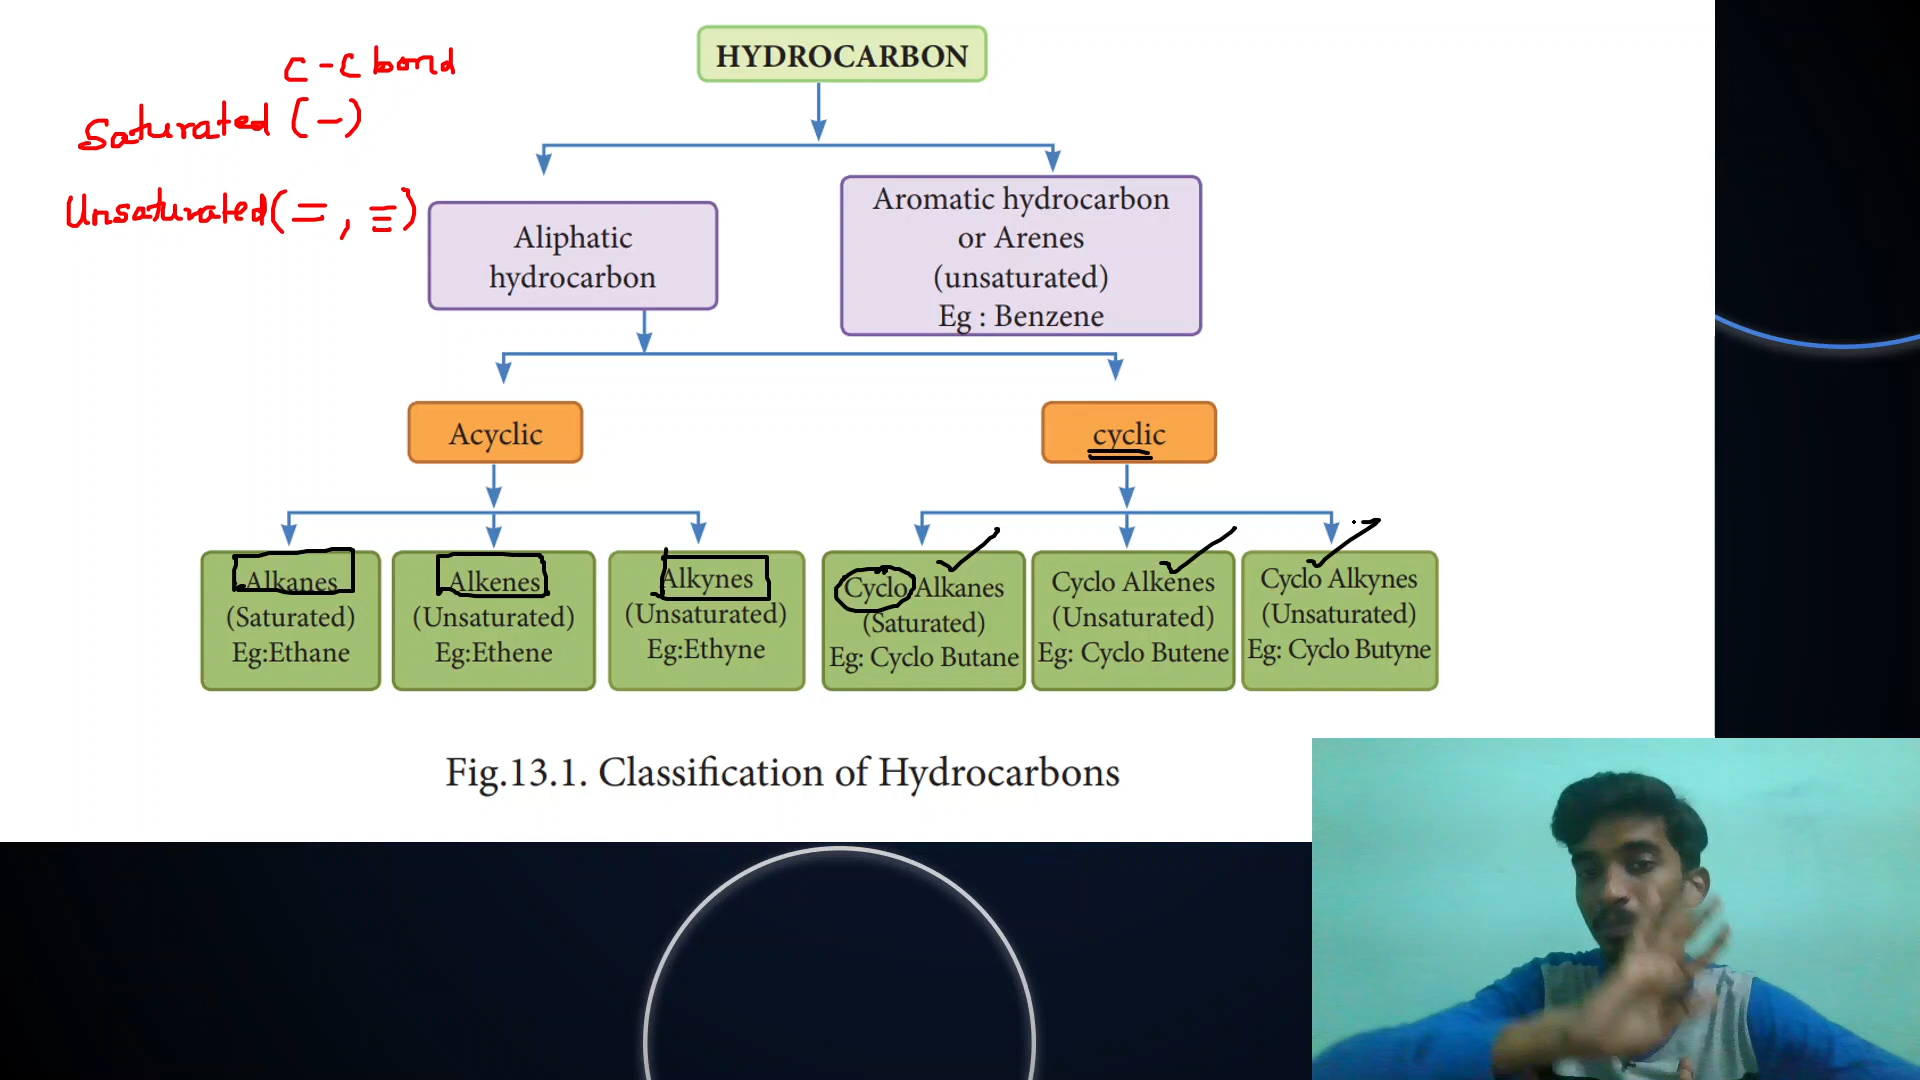 HYDROCARBON
C-C bond
Saturated (-)
Unsaturated (=, ≡)
Aliphatic
hydrocarbon
Aromatic hydrocarbon
or Arenes
(unsaturated)
Eg : Benzene
Acyclic
cyclic
Alkanes
(Saturated)
Eg:Ethane
Alkenes
(Unsaturated)
Eg:Ethene
Alkynes
(Unsaturated)
Eg:Ethyne
Cyclo Alkanes
(Saturated)
Eg: Cyclo Butane
Cyclo Alkenes
(Unsaturated)
Eg: Cyclo Butene
Cyclo Alkynes
(Unsaturated)
Eg: Cyclo Butyne
Fig.13.1. Classification of Hydrocarbons